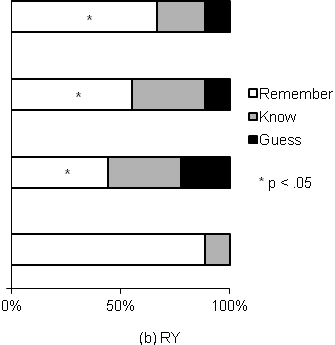 *
*
*
Remember
Know
Guess
* p < .05
0% 50% 100%
(b) RY